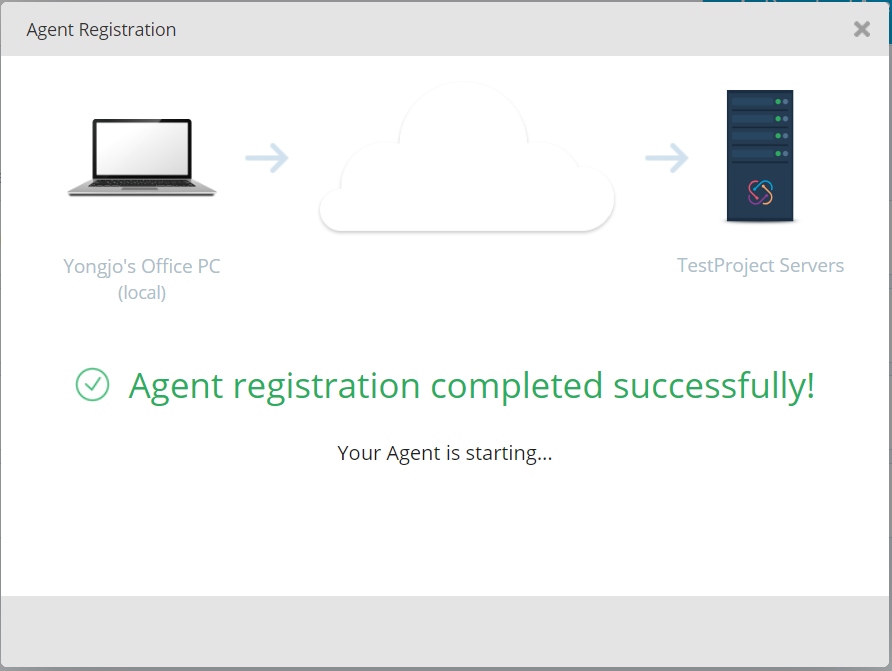 Agent Registration
Yongjo's Office PC
(local)
TestProject Servers
Agent registration completed successfully!
Your Agent is starting...